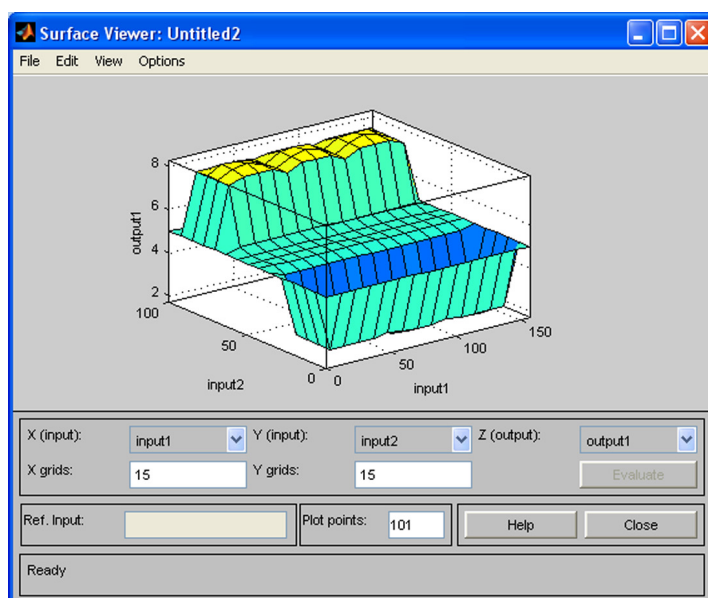 Surface Viewer: Untitled2
File Edit View Options
8
6
4
2
output1
100
50
0
input2
0
50
100
150
input1
X (input): input1 Y (input): input2 Z (output): output1
X grids: 15 Y grids: 15 Evaluate
Ref. Input: Plot points: 101 Help Close
Ready